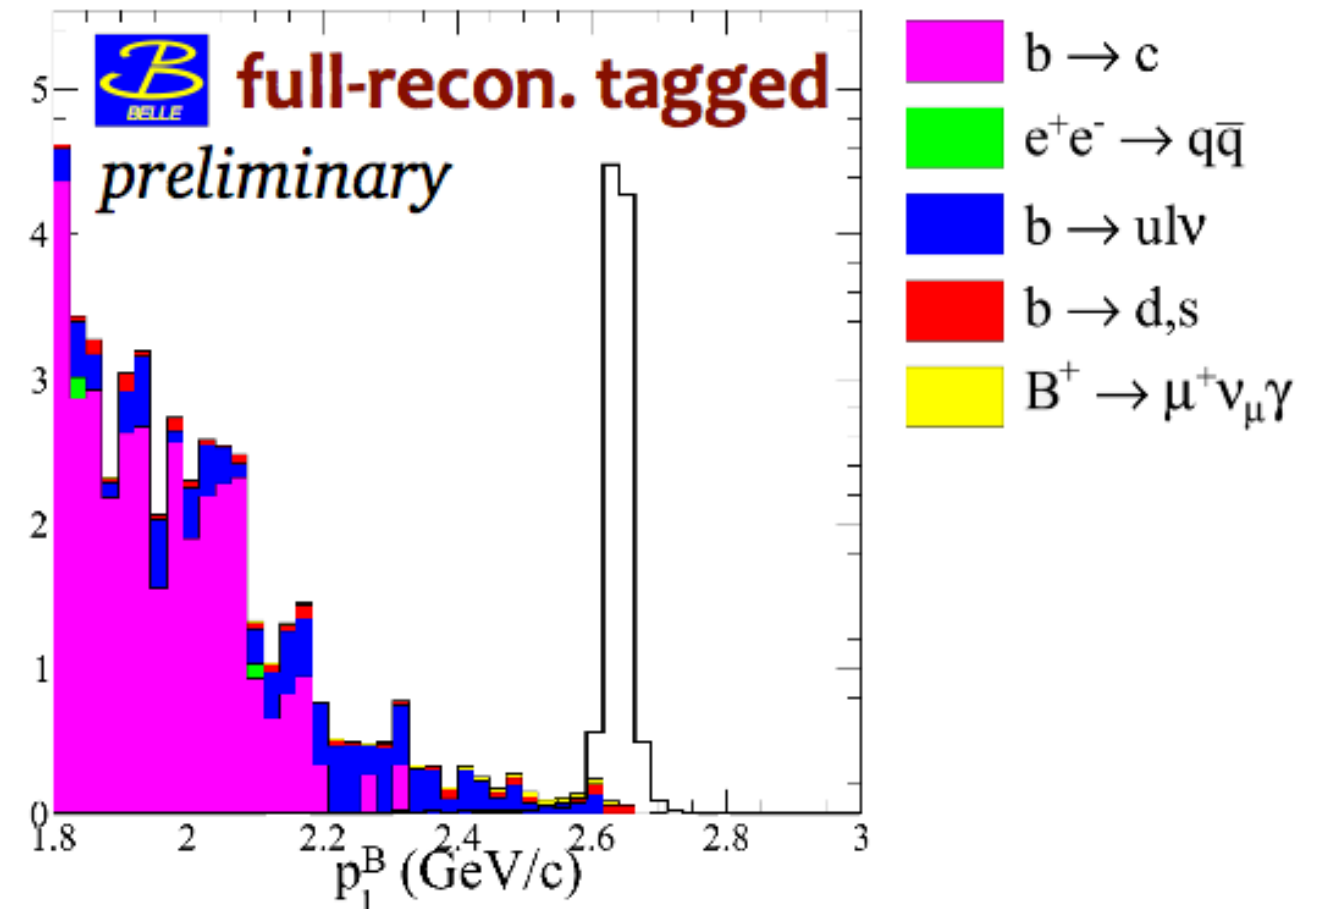 BELLE
full-recon. tagged
preliminary
5
4
3
2
1
0
1.8 2 2.2 2.4 2.6 2.8 3
p_l^B (GeV/c)
b → c
e⁺e⁻ → qq̅
b → ulν
b → d,s
B⁺ → μ⁺ν_μγ